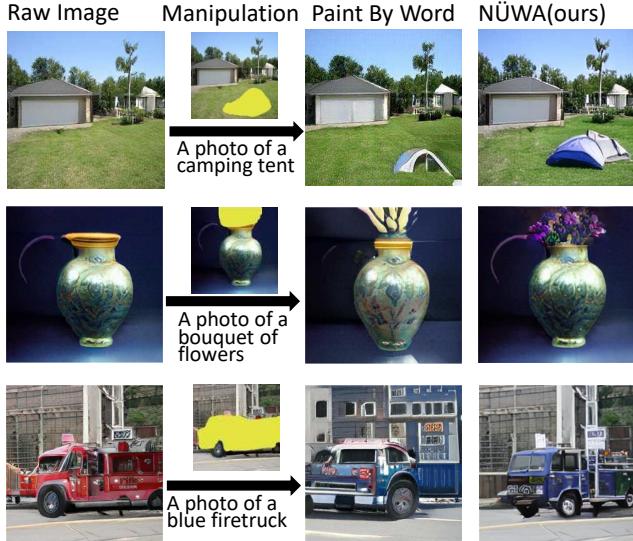 Raw Image Manipulation Paint By Word NÜWA(ours)
A photo of a
camping tent
A photo of a
bouquet of
flowers
A photo of a
blue firetruck